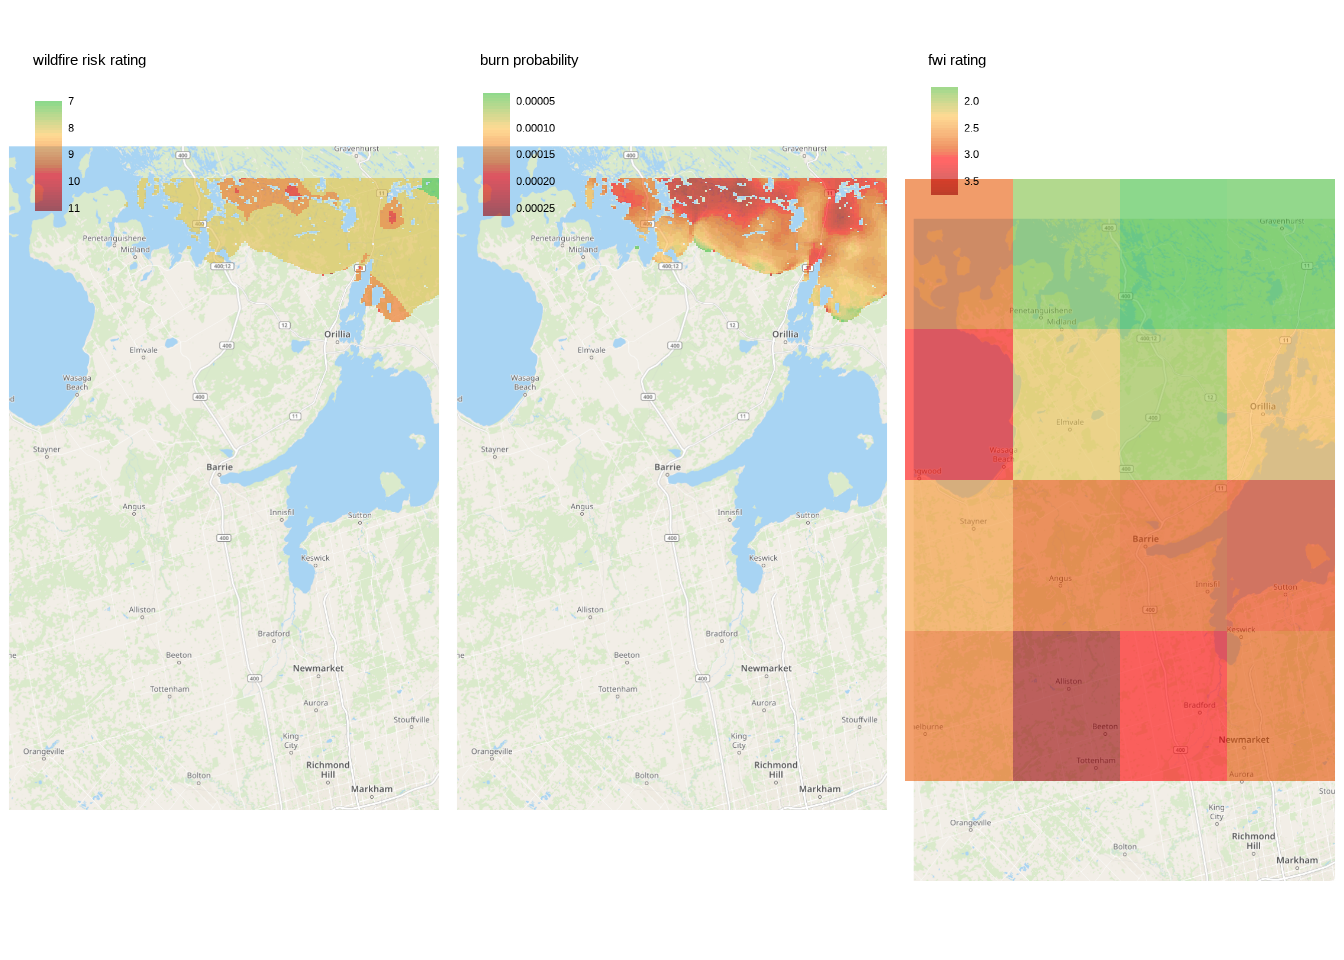 wildfire risk rating
7
8
9
10
11
400
Gravenhurst
11
400
Penetanguishene
Midland
400;12
12
Orillia
400
Elmvale
Wasaga
Beach
400
11
Stayner
Barrie
Angus
Innisfil
Sutton
400
Keswick
Alliston
Bradford
Beeton
Newmarket
400
Tottenham
Aurora
Stouffville
King
City
Orangeville
Richmond
Hill
Bolton
Markham
burn probability
0.00005
0.00010
0.00015
0.00020
0.00025
400
Gravenhurst
11
400
Penetanguishene
Midland
400;12
12
Orillia
400
Elmvale
Wasaga
Beach
400
11
Stayner
Barrie
Angus
Innisfil
Sutton
400
Keswick
Alliston
Bradford
Beeton
Newmarket
400
Tottenham
Aurora
Stouffville
King
City
Orangeville
Richmond
Hill
Bolton
Markham
fwi rating
2.0
2.5
3.0
3.5
400
Gravenhurst
11
400
Penetanguishene
Midland
400;12
11
12
Orillia
400
Elmvale
Wasaga
Beach
ngwood
400
11
Stayner
Barrie
Angus
Innisfil
Sutton
400
Keswick
Alliston
Bradford
elburne
Beeton
Newmarket
400
Tottenham
Aurora
Stou
King
City
Orangeville
Richmond
Hill
Bolton
Markham